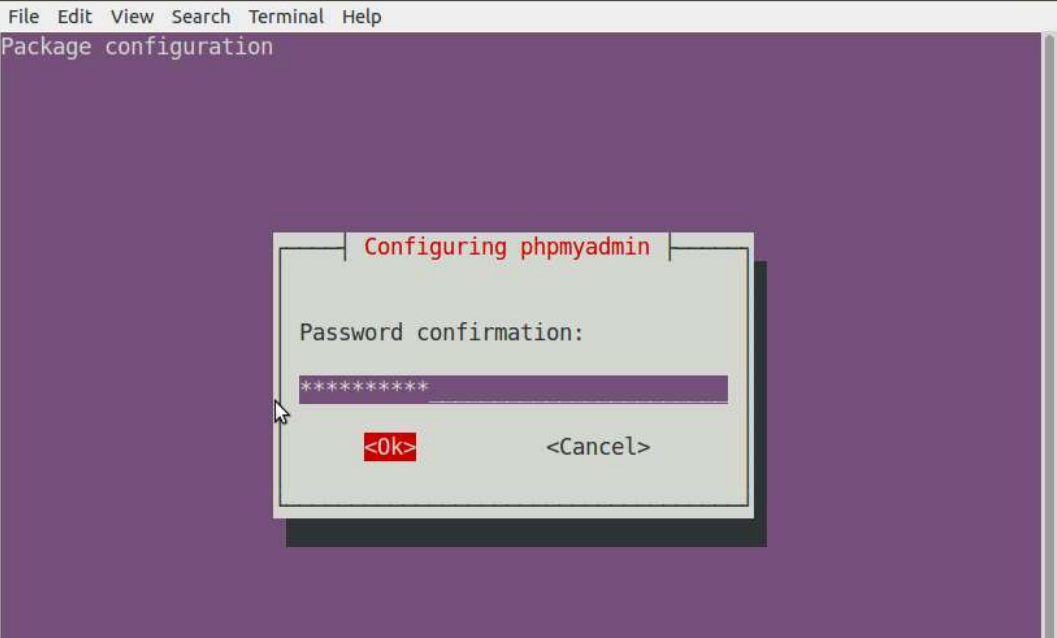 File Edit View Search Terminal Help
Package configuration
Configuring phpmyadmin
Password confirmation:
**********
<Ok> <Cancel>